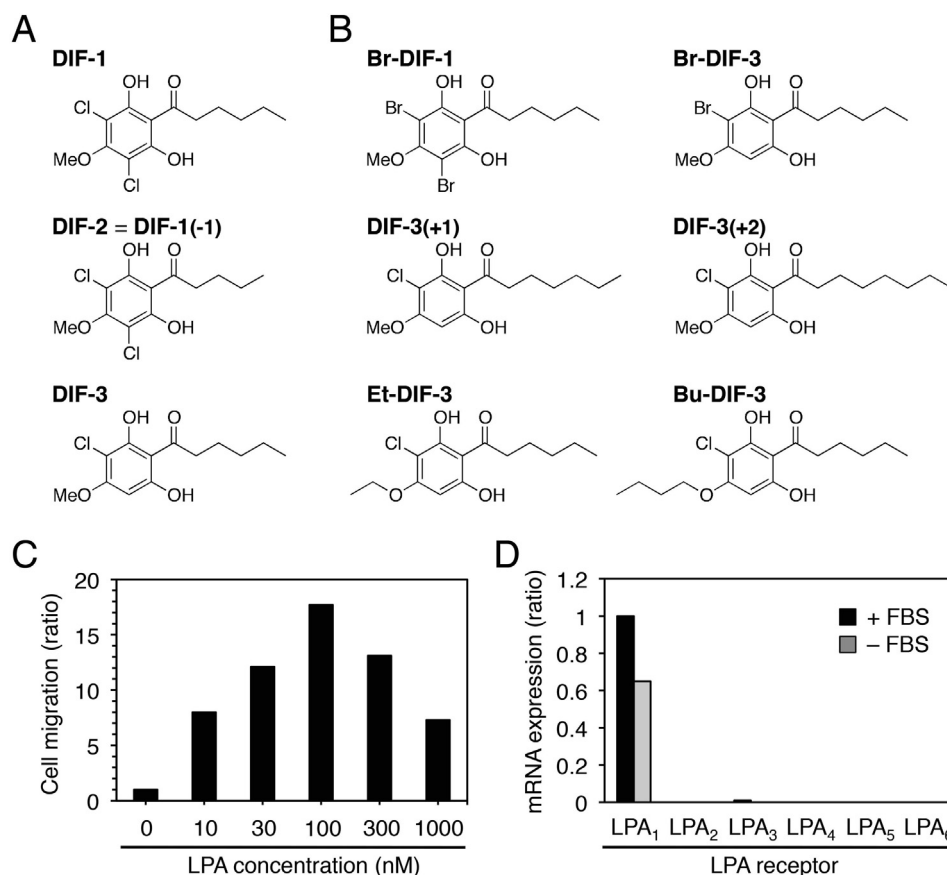 A
B
DIF-1
OH
O
Cl
MeO
OH
Cl
Br-DIF-1
OH
O
Br
MeO
OH
Br
Br-DIF-3
OH
O
Br
MeO
OH
DIF-2 = DIF-1(-1)
OH
O
Cl
MeO
OH
Cl
DIF-3(+1)
OH
O
Cl
MeO
OH
DIF-3(+2)
OH
O
Cl
MeO
OH
DIF-3
OH
O
Cl
MeO
OH
Et-DIF-3
OH
O
Cl
O
OH
Bu-DIF-3
OH
O
Cl
O
OH
C
Cell migration (ratio)
20
15
10
5
0
0 10 30 100 300 1000
LPA concentration (nM)
D
mRNA expression (ratio)
1.2
1
0.8
0.6
0.4
0.2
0
+ FBS
– FBS
LPA₁ LPA₂ LPA₃ LPA₄ LPA₅ LPA₆
LPA receptor